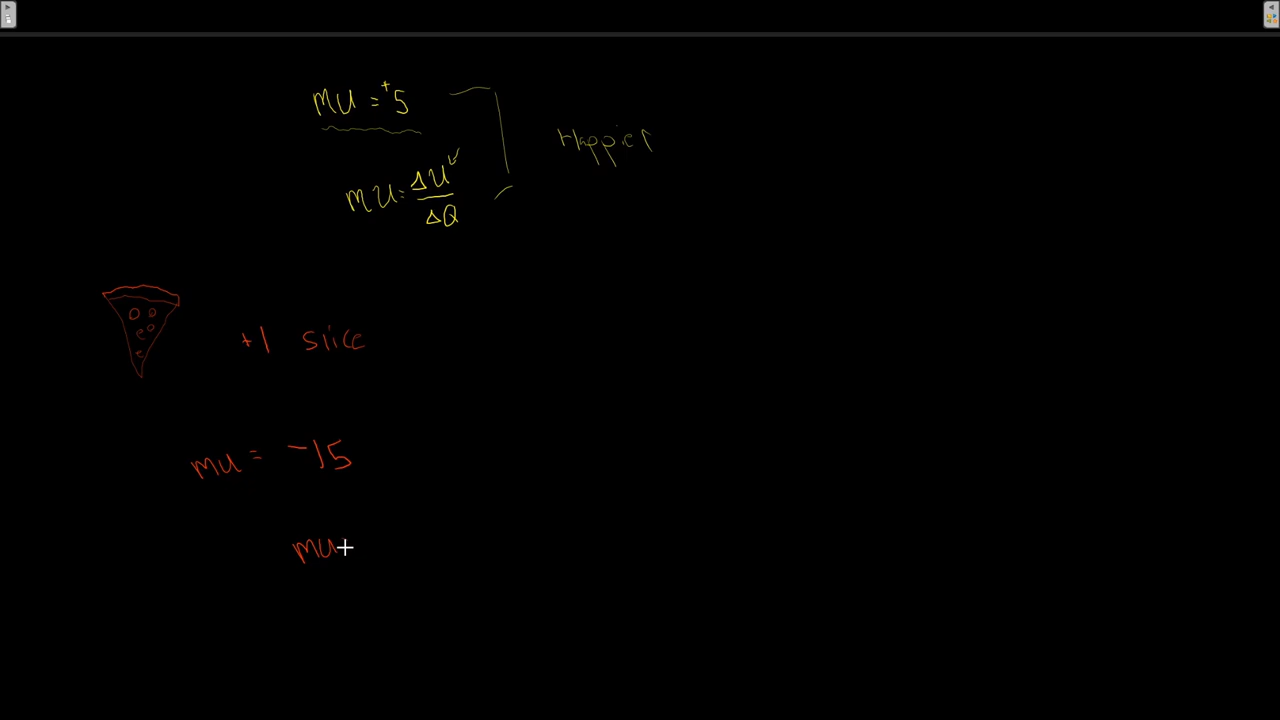 MU = +5
MU = ΔU / ΔQ
Happier
+1 slice
mu = -15
mu